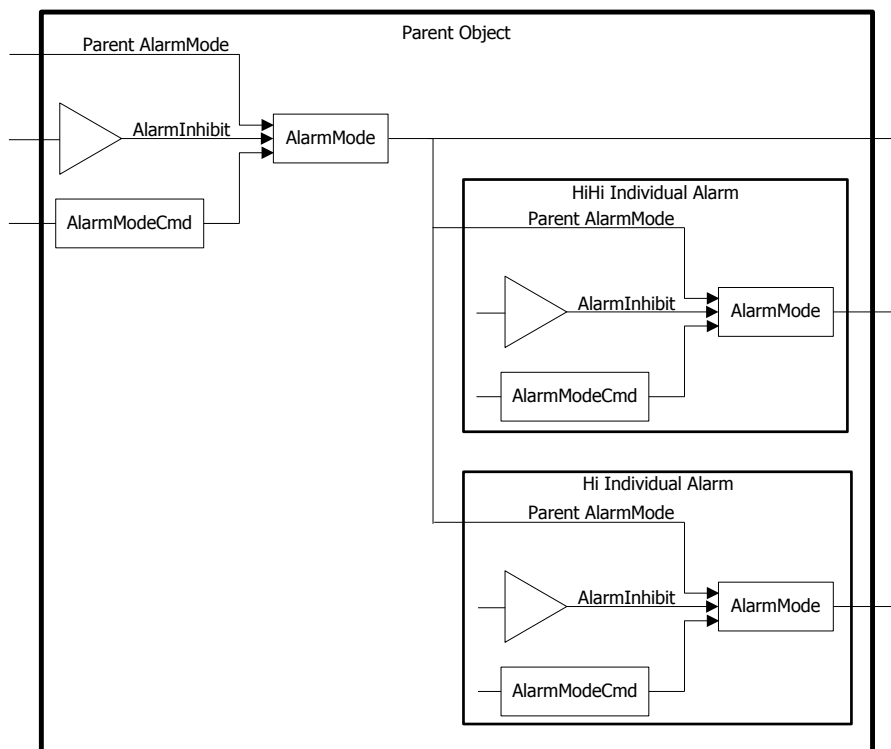 Parent Object
Parent AlarmMode
AlarmInhibit
AlarmMode
AlarmModeCmd
HiHi Individual Alarm
Parent AlarmMode
AlarmInhibit
AlarmMode
AlarmModeCmd
Hi Individual Alarm
Parent AlarmMode
AlarmInhibit
AlarmMode
AlarmModeCmd